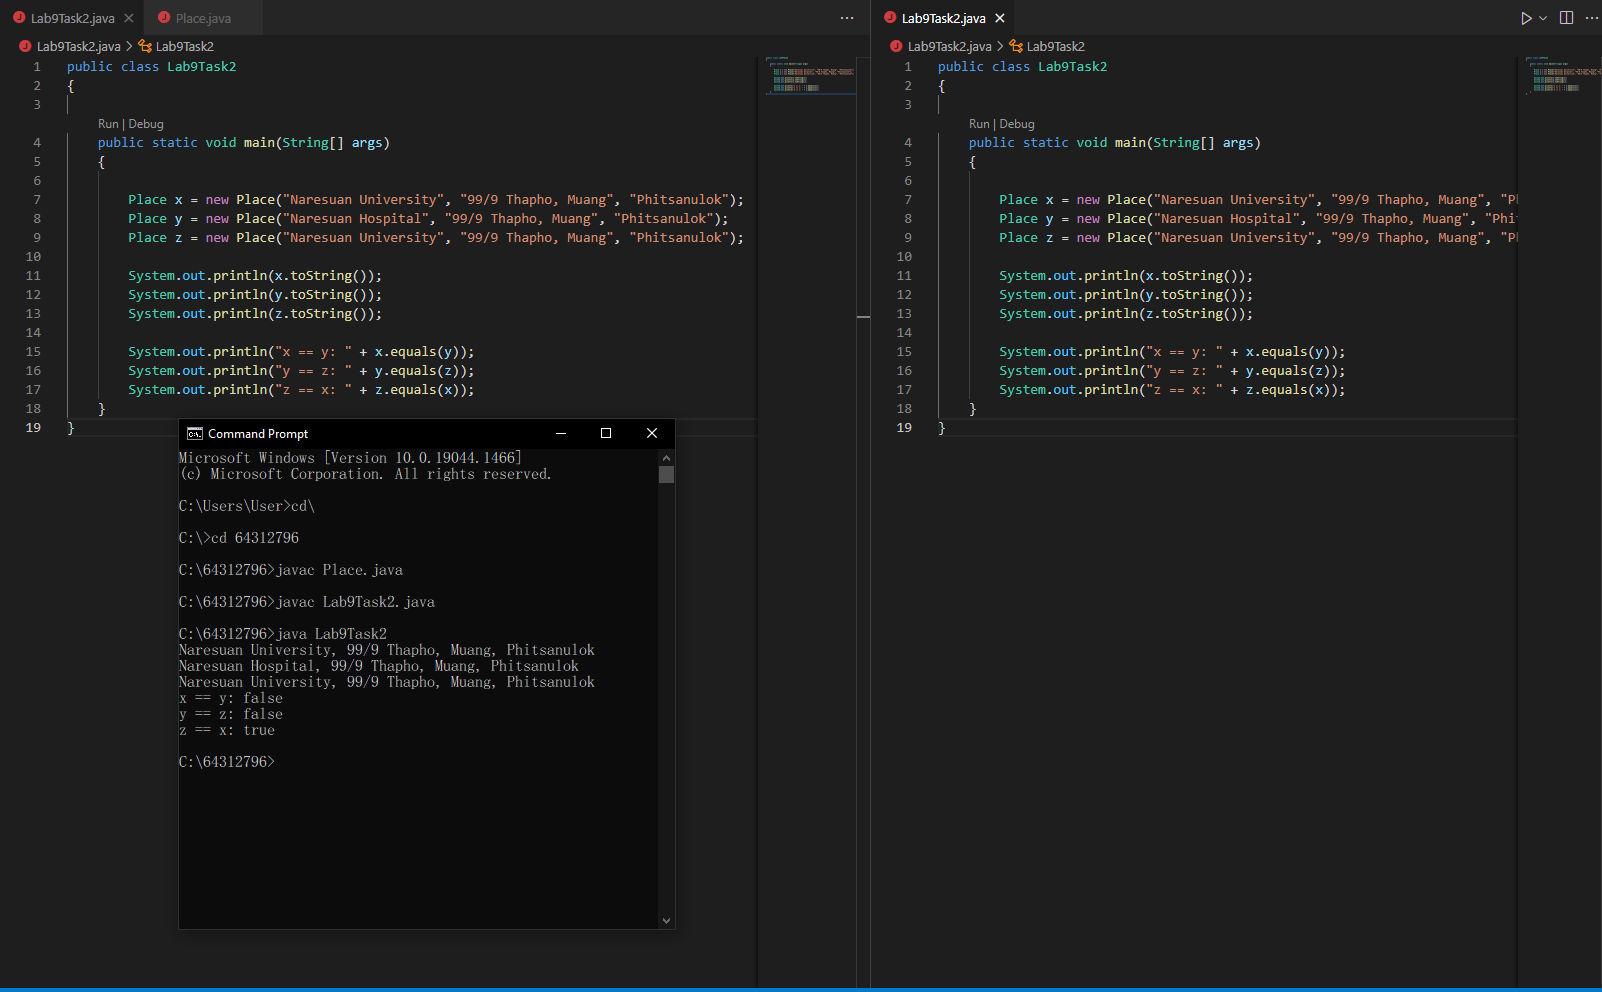 Lab9Task2.java
Place.java
Lab9Task2.java > Lab9Task2
1 public class Lab9Task2
2 {
3
Run | Debug
4 public static void main(String[] args)
5 {
6
7 Place x = new Place("Naresuan University", "99/9 Thapho, Muang", "Phitsanulok");
8 Place y = new Place("Naresuan Hospital", "99/9 Thapho, Muang", "Phitsanulok");
9 Place z = new Place("Naresuan University", "99/9 Thapho, Muang", "Phitsanulok");
10
11 System.out.println(x.toString());
12 System.out.println(y.toString());
13 System.out.println(z.toString());
14
15 System.out.println("x == y: " + x.equals(y));
16 System.out.println("y == z: " + y.equals(z));
17 System.out.println("z == x: " + z.equals(x));
18 }
19 }
Command Prompt
Microsoft Windows [Version 10.0.19044.1466]
(c) Microsoft Corporation. All rights reserved.
C:\Users\User>cd\
C:\>cd 64312796
C:\64312796>javac Place.java
C:\64312796>javac Lab9Task2.java
C:\64312796>java Lab9Task2
Naresuan University, 99/9 Thapho, Muang, Phitsanulok
Naresuan Hospital, 99/9 Thapho, Muang, Phitsanulok
Naresuan University, 99/9 Thapho, Muang, Phitsanulok
x == y: false
y == z: false
z == x: true
C:\64312796>
Lab9Task2.java
Lab9Task2.java > Lab9Task2
1 public class Lab9Task2
2 {
3
Run | Debug
4 public static void main(String[] args)
5 {
6
7 Place x = new Place("Naresuan University", "99/9 Thapho, Muang", "P
8 Place y = new Place("Naresuan Hospital", "99/9 Thapho, Muang", "Phi
9 Place z = new Place("Naresuan University", "99/9 Thapho, Muang", "P
10
11 System.out.println(x.toString());
12 System.out.println(y.toString());
13 System.out.println(z.toString());
14
15 System.out.println("x == y: " + x.equals(y));
16 System.out.println("y == z: " + y.equals(z));
17 System.out.println("z == x: " + z.equals(x));
18 }
19 }